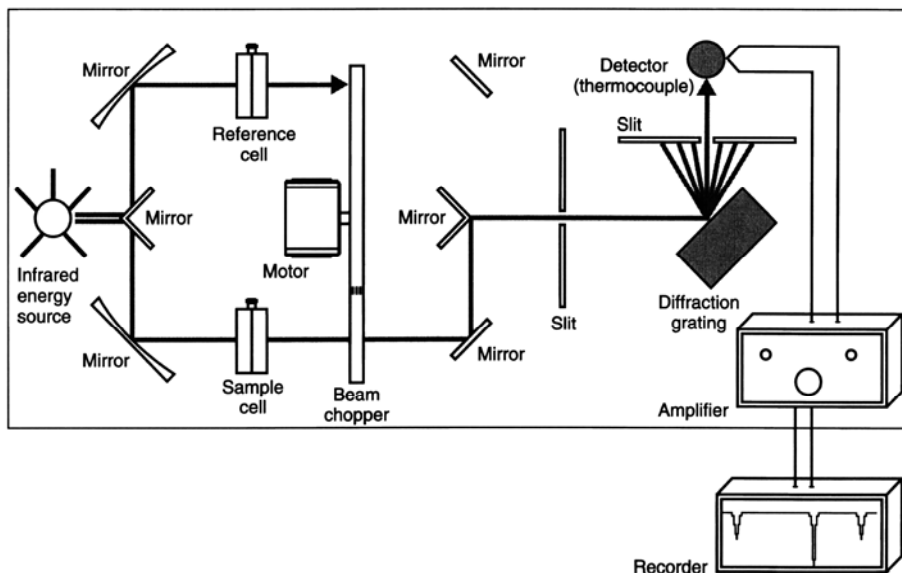 Mirror
Reference
cell
Mirror
Detector
(thermocouple)
Slit
Infrared
energy
source
Mirror
Motor
Mirror
Slit
Diffraction
grating
Mirror
Sample
cell
Beam
chopper
Mirror
Amplifier
Recorder